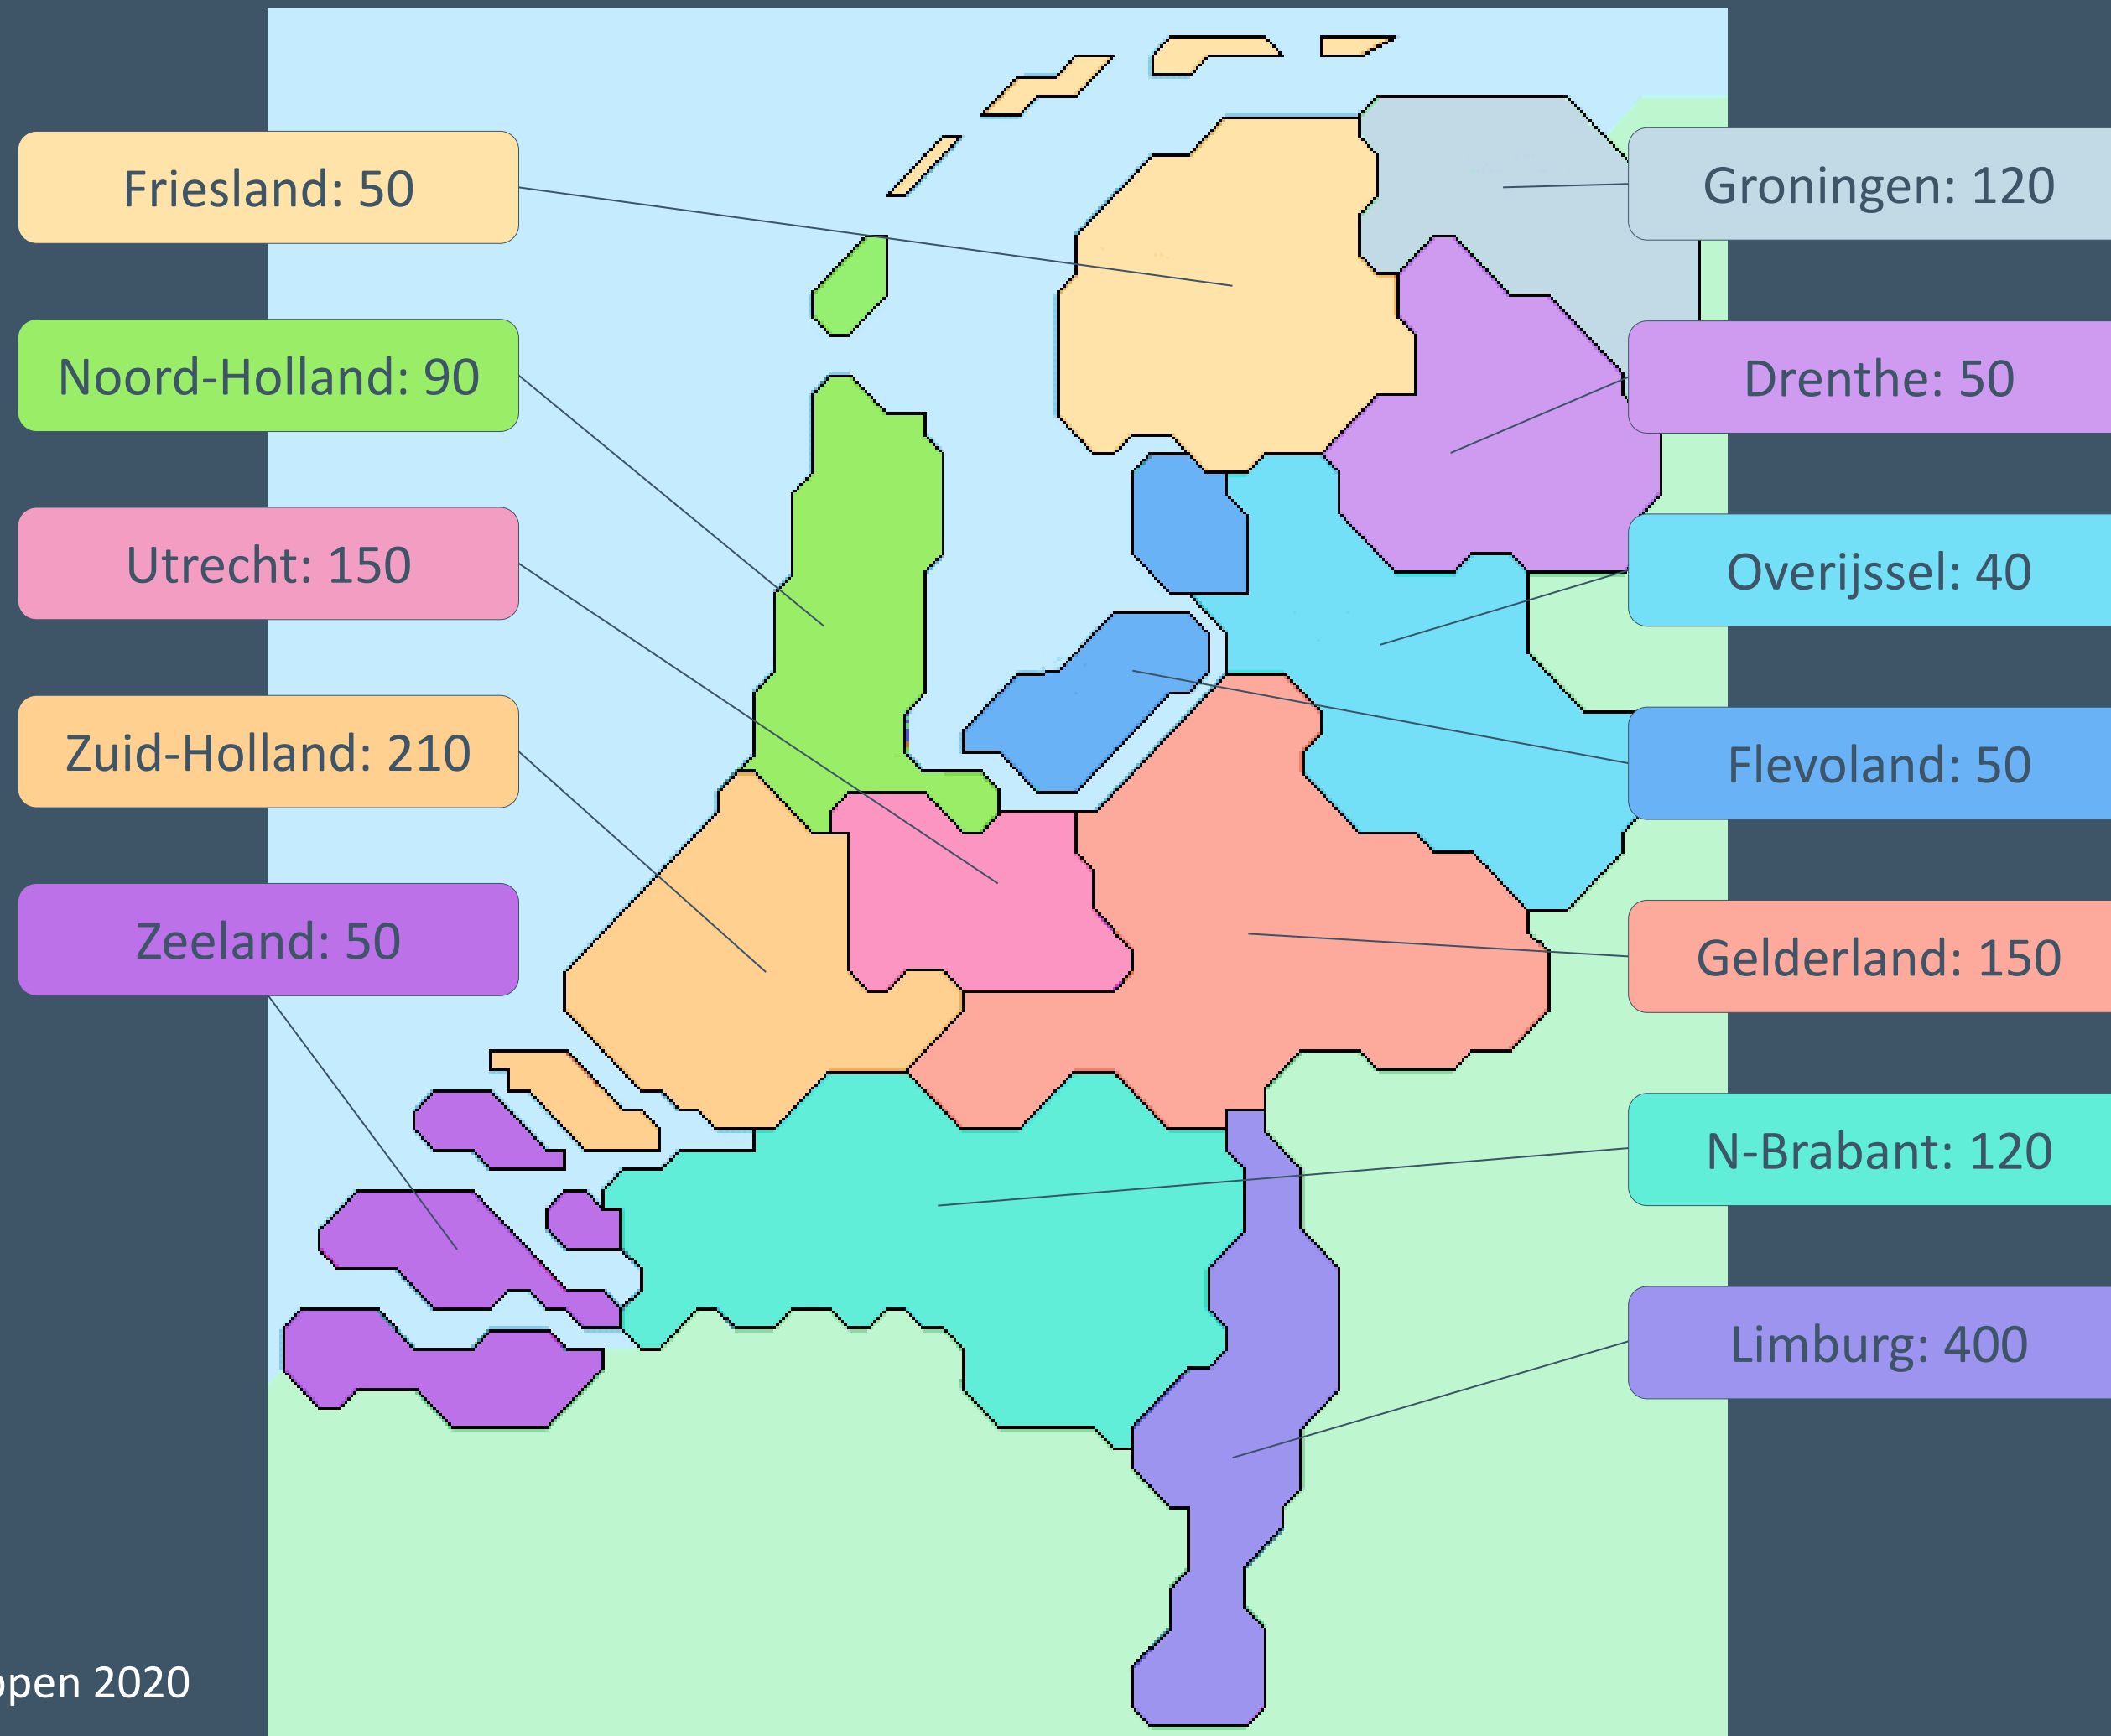 Friesland: 50
Noord-Holland: 90
Utrecht: 150
Zuid-Holland: 210
Zeeland: 50
Groningen: 120
Drenthe: 50
Overijssel: 40
Flevoland: 50
Gelderland: 150
N-Brabant: 120
Limburg: 400
2020